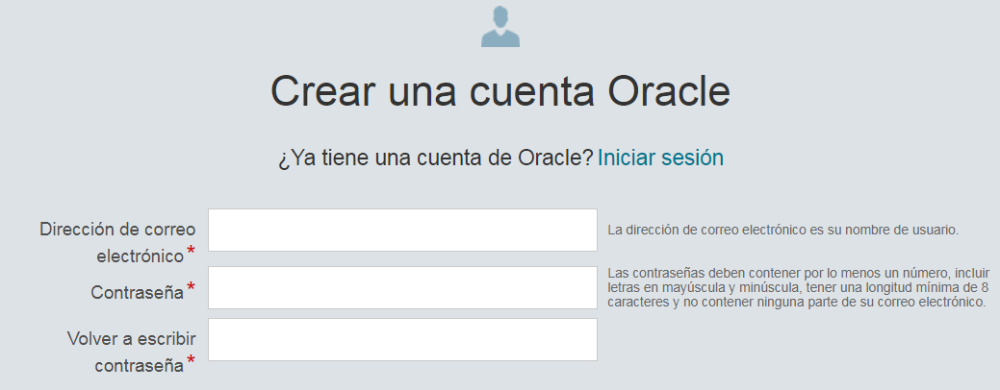 Crear una cuenta Oracle
¿Ya tiene una cuenta de Oracle? Iniciar sesión
Dirección de correo
electrónico *
La dirección de correo electrónico es su nombre de usuario.
Contraseña *
Las contraseñas deben contener por lo menos un número, incluir
letras en mayúscula y minúscula, tener una longitud mínima de 8
caracteres y no contener ninguna parte de su correo electrónico.
Volver a escribir
contraseña *